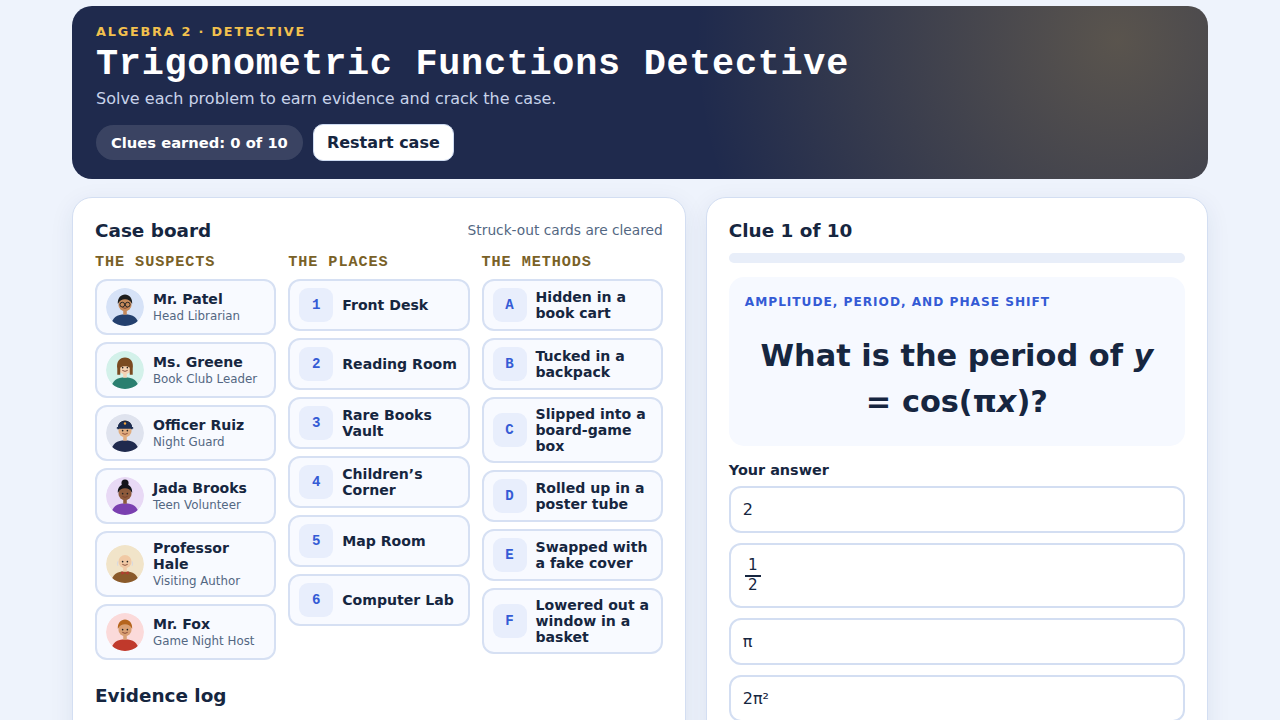 ALGEBRA 2 · DETECTIVE
Trigonometric Functions Detective
Solve each problem to earn evidence and crack the case.
Clues earned: 0 of 10
Restart case
Case board
Struck-out cards are cleared
THE SUSPECTS
Mr. Patel
Head Librarian
Ms. Greene
Book Club Leader
Officer Ruiz
Night Guard
Jada Brooks
Teen Volunteer
Professor
Hale
Visiting Author
Mr. Fox
Game Night Host
THE PLACES
1
Front Desk
2
Reading Room
3
Rare Books
Vault
4
Children’s
Corner
5
Map Room
6
Computer Lab
THE METHODS
A
Hidden in a
book cart
B
Tucked in a
backpack
C
Slipped into a
board-game
box
D
Rolled up in a
poster tube
E
Swapped with
a fake cover
F
Lowered out a
window in a
basket
Evidence log
Clue 1 of 10
AMPLITUDE, PERIOD, AND PHASE SHIFT
What is the period of y
= cos(πx)?
Your answer
2
1
2
π
2π²